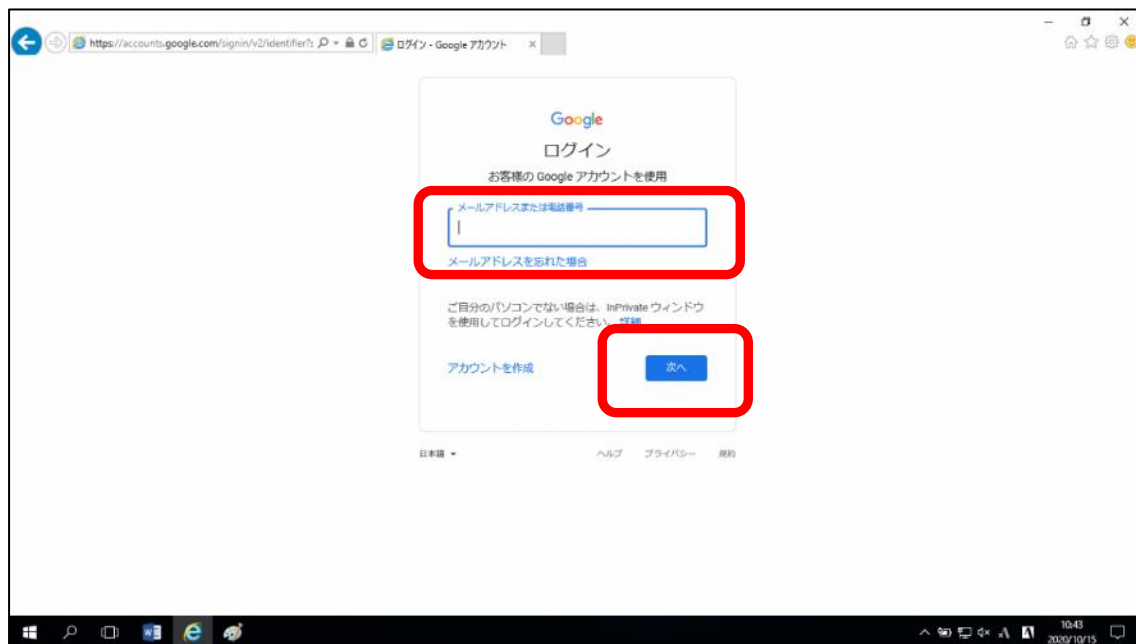 https://accounts.google.com/signin/v2/identifier?s
ログイン - Google アカウント
Google
ログイン
お客様の Google アカウントを使用
メールアドレスまたは電話番号
メールアドレスを忘れた場合
ご自分のパソコンでない場合は、InPrivate ウィンドウ
を使用してログインしてください。詳細
アカウントを作成
次へ
日本語
ヘルプ プライバシー 規約
10:43
2020/10/15